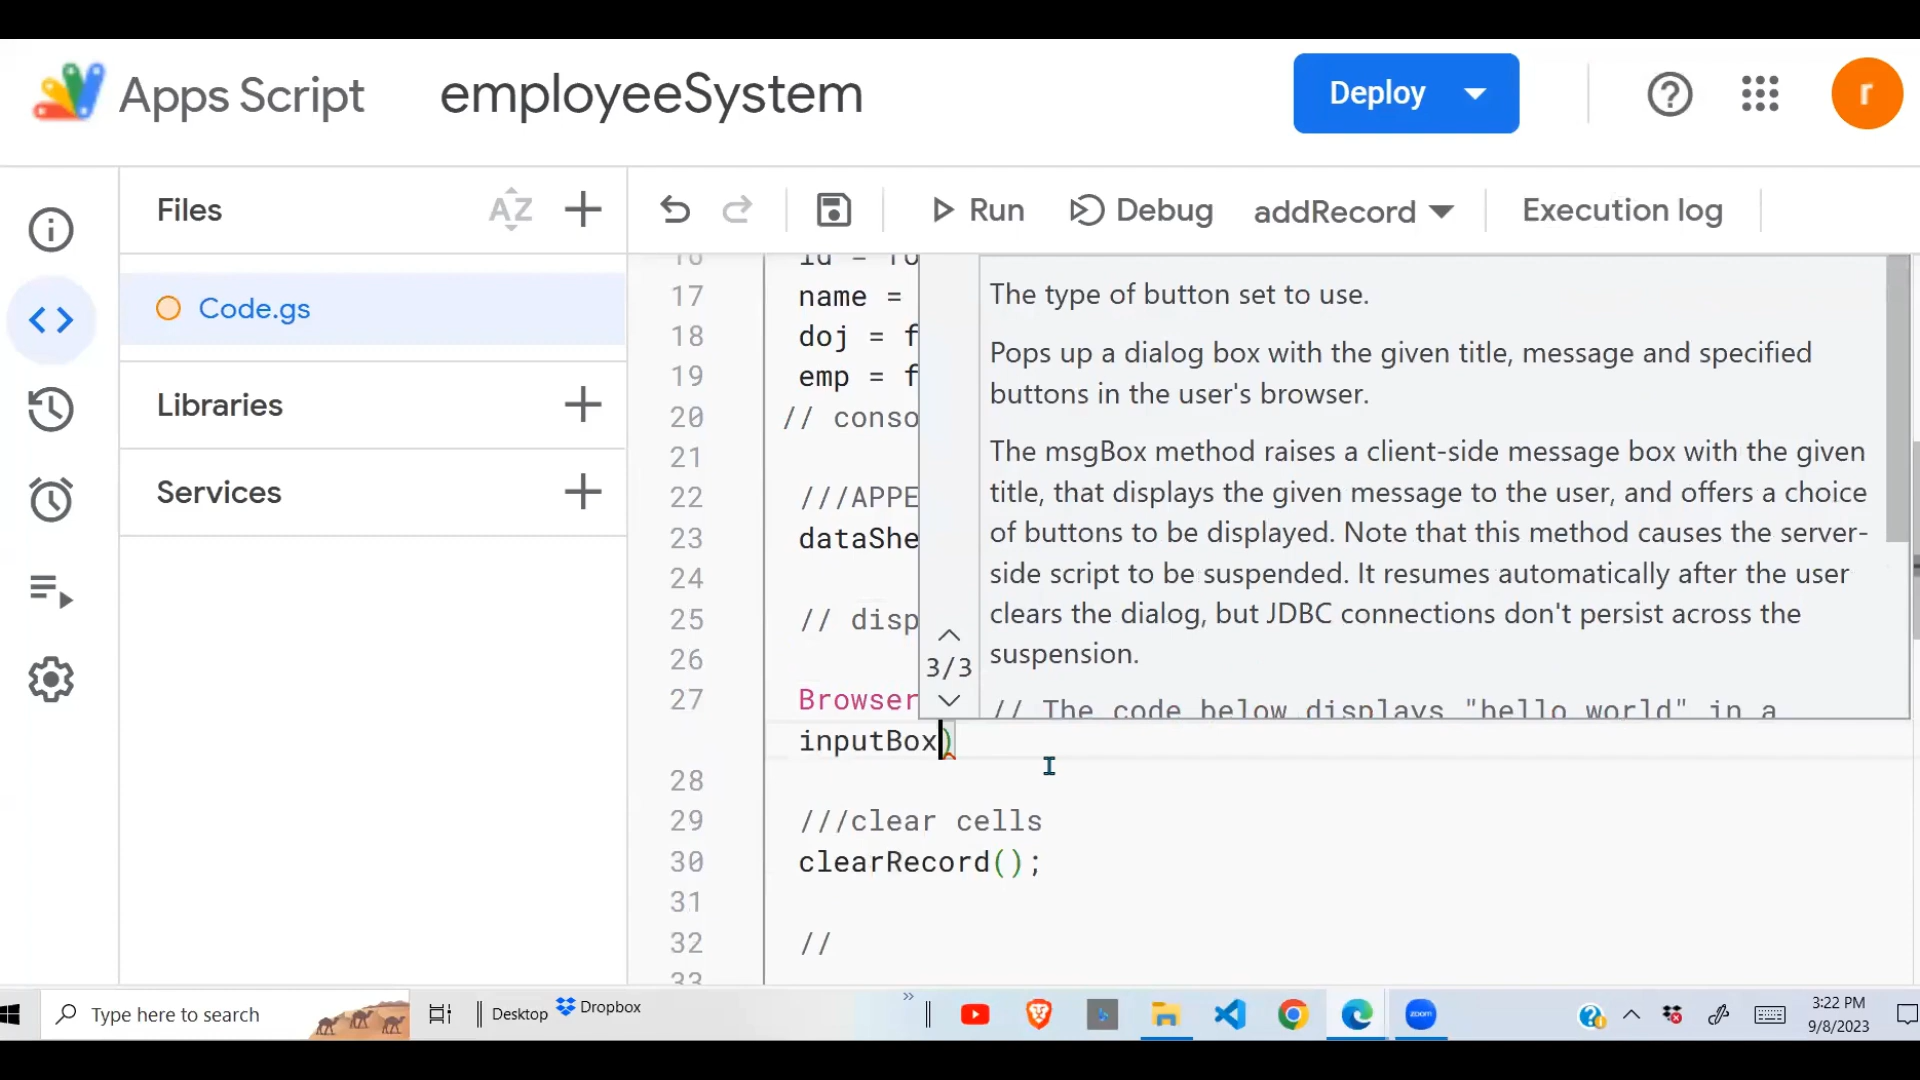 Apps Script
employeeSystem
Deploy
r
Files
AZ
Run
Debug
addRecord
Execution log
Code.gs
Libraries
Services
16 id = fo
17 name =
18 doj = f
19 emp = f
20 // conso
21
22 ///APPE
23 dataShe
24
25 // disp
26
27 Browser
inputBox)
28
29 ///clear cells
30 clearRecord();
31
32 //
33
The type of button set to use.
Pops up a dialog box with the given title, message and specified
buttons in the user's browser.
The msgBox method raises a client-side message box with the given
title, that displays the given message to the user, and offers a choice
of buttons to be displayed. Note that this method causes the server-
side script to be suspended. It resumes automatically after the user
clears the dialog, but JDBC connections don't persist across the
suspension.
3/3
// The code below displays "hello world" in a
Type here to search
Desktop
Dropbox
zoom
3:22 PM
9/8/2023